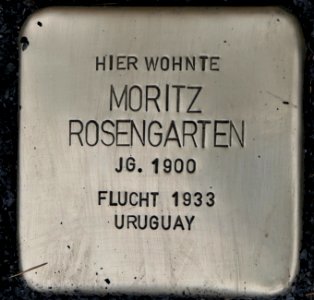 HIER WOHNTE
MORITZ
ROSENGARTEN
JG. 1900
FLUCHT 1933
URUGUAY